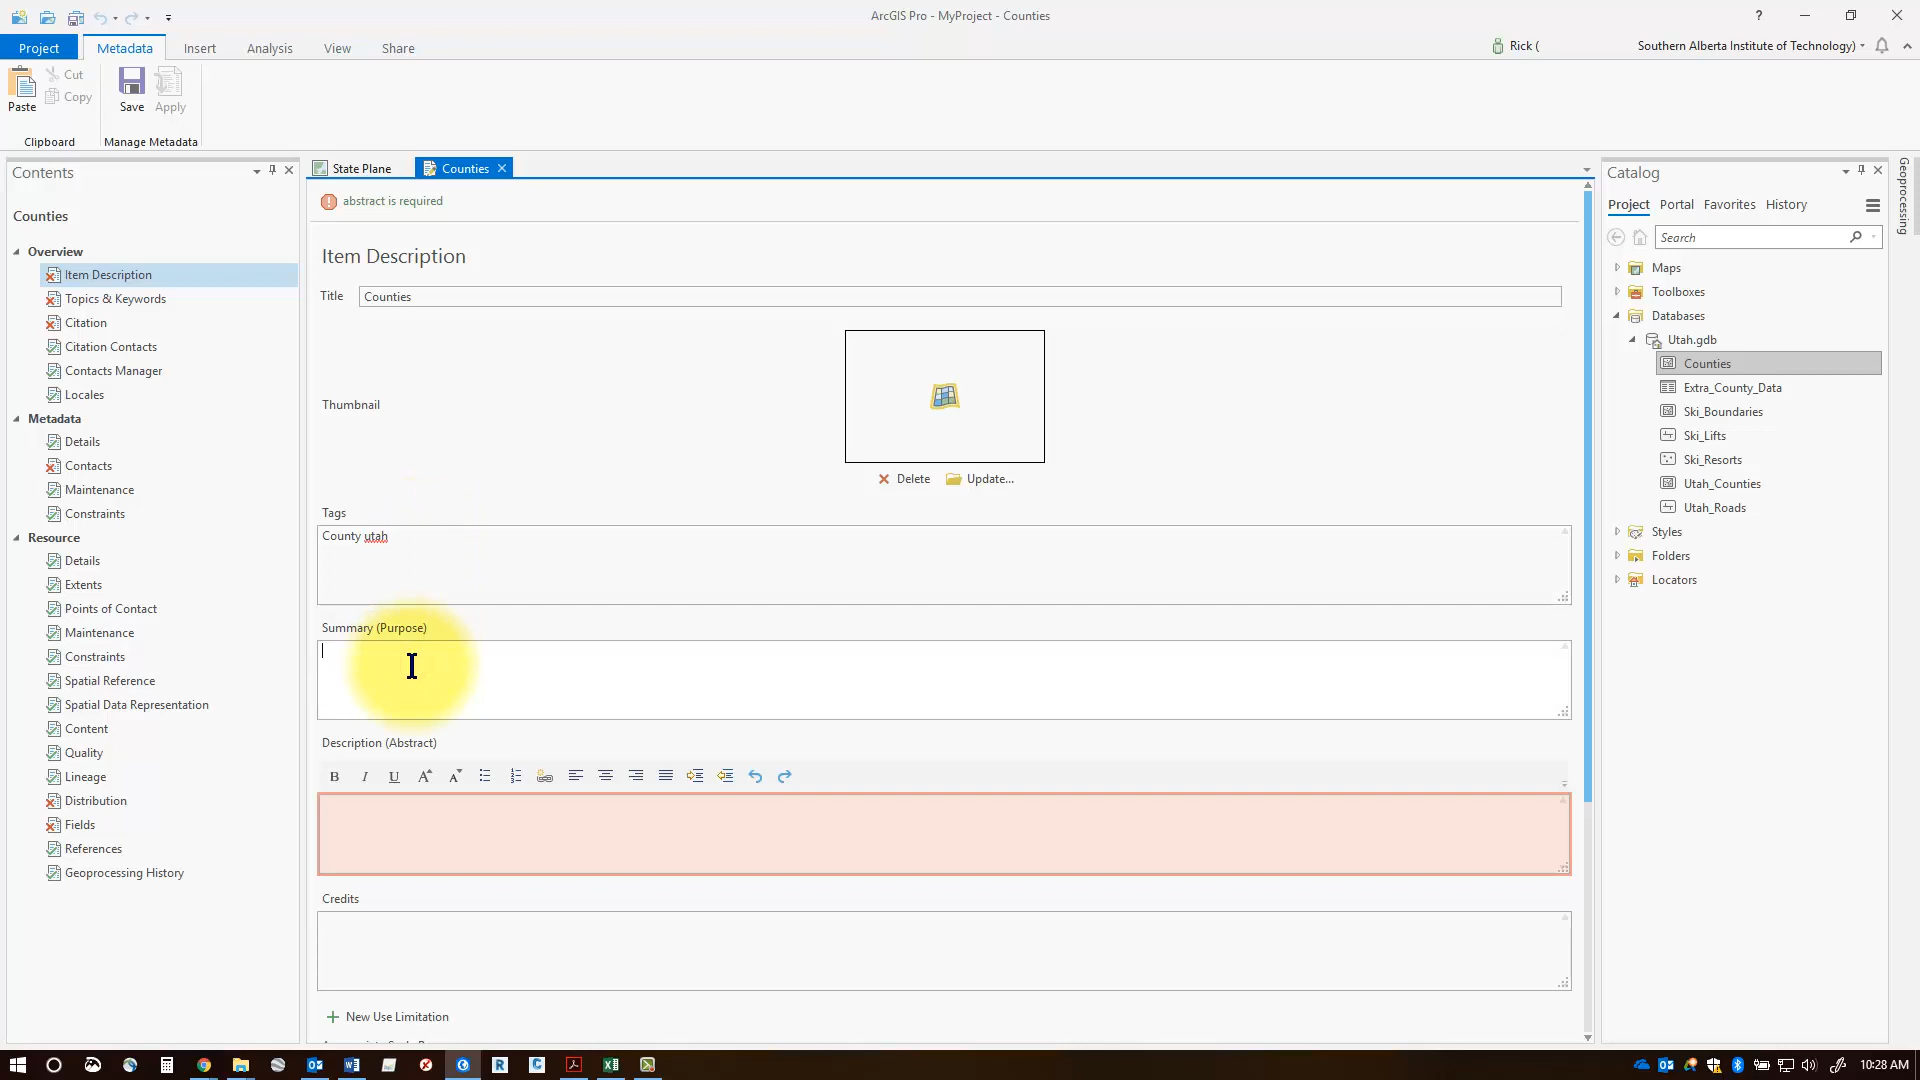 ArcGIS Pro - MyProject - Counties
?
Project
Metadata
Insert
Analysis
View
Share
Rick (
Southern Alberta Institute of Technology)
Paste
Cut
Copy
Save
Apply
Clipboard
Manage Metadata
Contents
Counties
Overview
Item Description
Topics & Keywords
Citation
Citation Contacts
Contacts Manager
Locales
Metadata
Details
Contacts
Maintenance
Constraints
Resource
Details
Extents
Points of Contact
Maintenance
Constraints
Spatial Reference
Spatial Data Representation
Content
Quality
Lineage
Distribution
Fields
References
Geoprocessing History
State Plane
Counties
abstract is required
Item Description
Title
Counties
Thumbnail
Delete
Update...
Tags
County utah
Summary (Purpose)
Description (Abstract)
B I U A A
Credits
New Use Limitation
Catalog
Project
Portal
Favorites
History
Search
Maps
Toolboxes
Databases
Utah.gdb
Counties
Extra_County_Data
Ski_Boundaries
Ski_Lifts
Ski_Resorts
Utah_Counties
Utah_Roads
Styles
Folders
Locators
Geoprocessing
10:28 AM